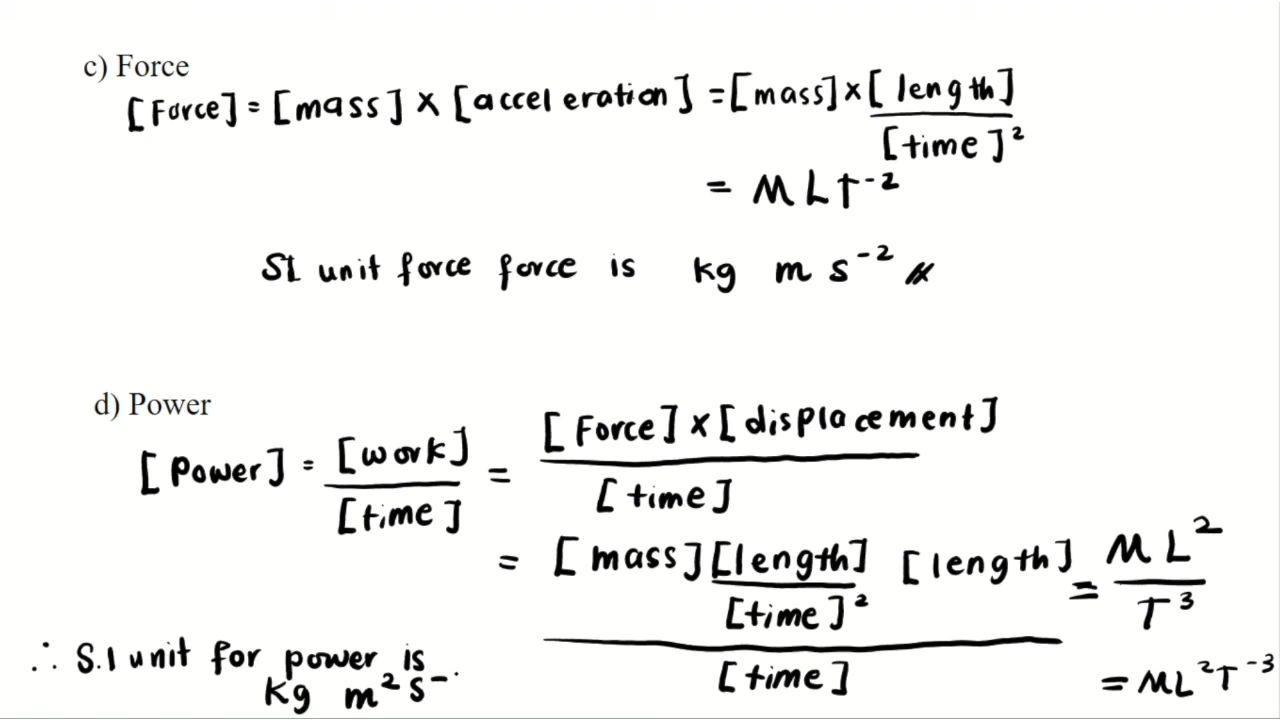 c) Force
[Force] = [mass] × [acceleration] = [mass] × [length] / [time]²
= M L T⁻²
SI unit force force is kg m s⁻² //
d) Power
[Power] = [work] / [time] = [Force] × [displacement] / [time]
= [mass] [length] / [time]² [length] / [time] = M L² / T³
= M L² T⁻³
∴ S.I unit for power is
kg m² s⁻